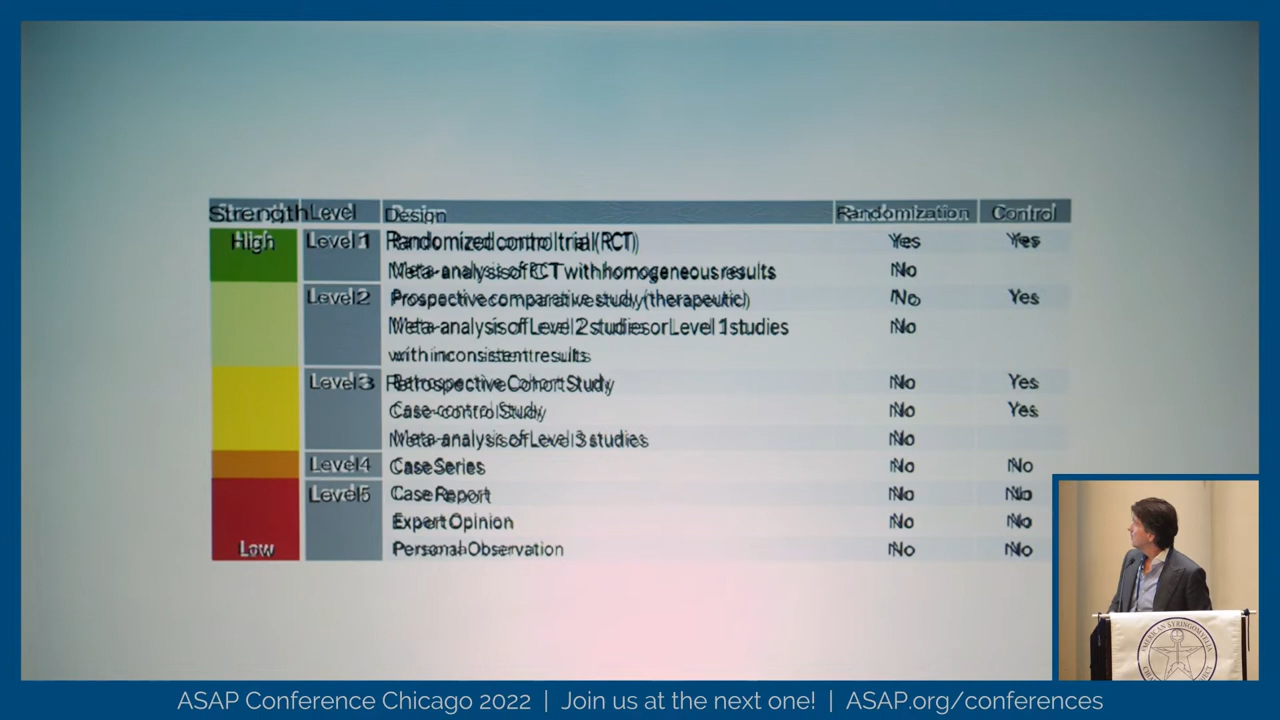 Strength Level Design Randomization Control
High Level 1 Randomized control trial (RCT) Yes Yes
Meta-analysis of RCT with homogeneous results No
Level 2 Prospective comparative study (therapeutic) No Yes
Meta-analysis of Level 2 studies or Level 1 studies No
with inconsistent results
Level 3 Retrospective Cohort Study No Yes
Case-control Study No Yes
Meta-analysis of Level 3 studies No
Level 4 Case Series No No
Level 5 Case Report No No
Expert Opinion No No
Low Personal Observation No No
AMERICAN SYRINGOMYELIA
ASAP Conference Chicago 2022 | Join us at the next one! | ASAP.org/conferences